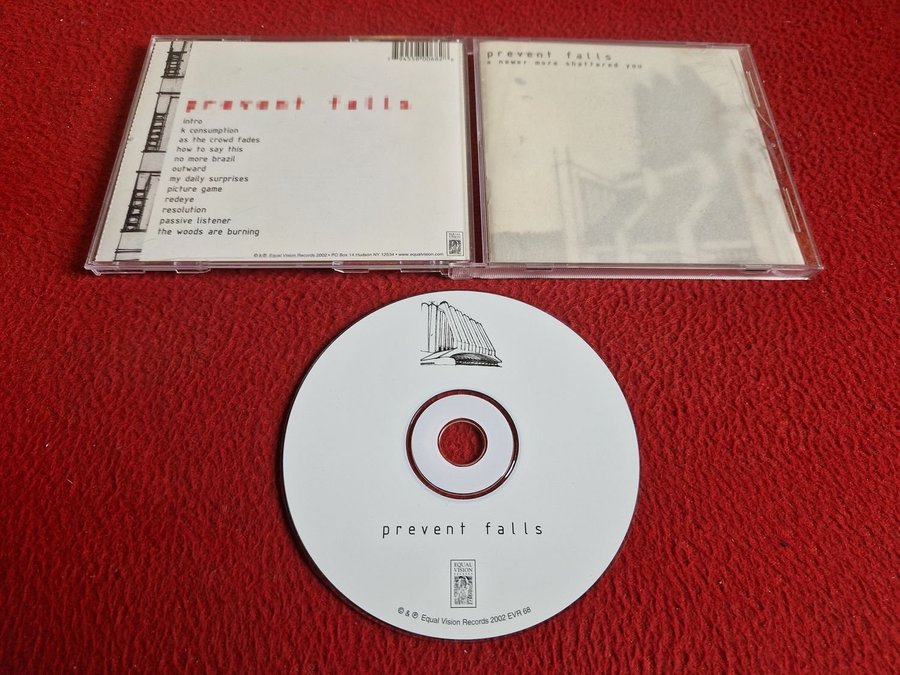 prevent falls
intro
k consumption
as the crowd fades
how to say this
no more brazil
outward
my daily surprises
picture game
redeye
resolution
passive listener
the woods are burning
© & ℗ Equal Vision Records 2002 • PO Box 14 Hudson NY 12534 • www.equalvision.com
EQUAL
VISION
prevent falls
a newer more shattered you
prevent falls
EQUAL
VISION
RECORDS
© & ℗ Equal Vision Records 2002 EVR 68